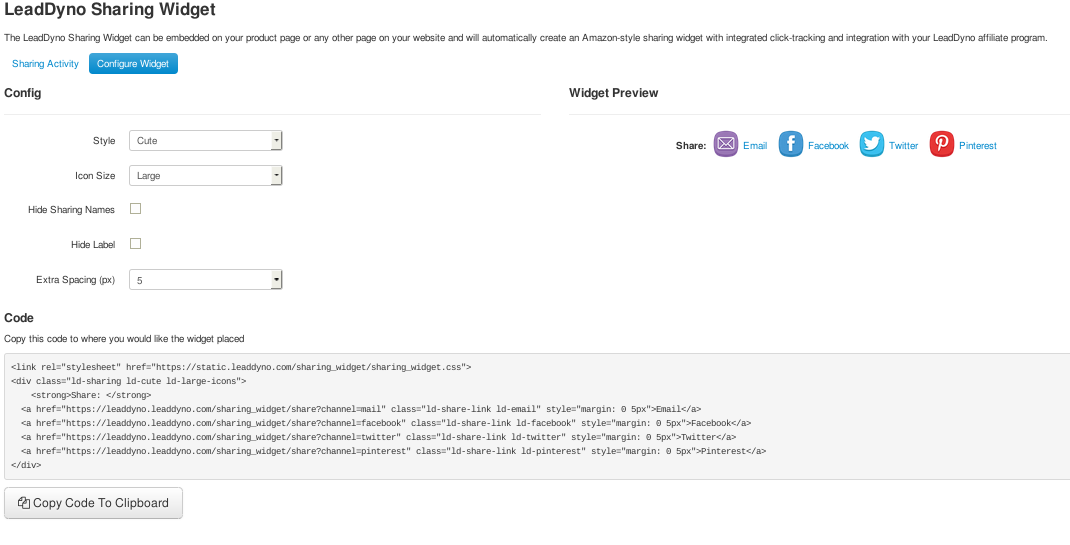 LeadDyno Sharing Widget
The LeadDyno Sharing Widget can be embedded on your product page or any other page on your website and will automatically create an Amazon-style sharing widget with integrated click-tracking and integration with your LeadDyno affiliate program.
Sharing Activity Configure Widget
Config
Style Cute
Icon Size Large
Hide Sharing Names
Hide Label
Extra Spacing (px) 5
Widget Preview
Share: Email Facebook Twitter Pinterest
Code
Copy this code to where you would like the widget placed
<link rel="stylesheet" href="https://static.leaddyno.com/sharing_widget/sharing_widget.css">
<div class="ld-sharing ld-cute ld-large-icons">
<strong>Share: </strong>
<a href="https://leaddyno.leaddyno.com/sharing_widget/share?channel=mail" class="ld-share-link ld-email" style="margin: 0 5px">Email</a>
<a href="https://leaddyno.leaddyno.com/sharing_widget/share?channel=facebook" class="ld-share-link ld-facebook" style="margin: 0 5px">Facebook</a>
<a href="https://leaddyno.leaddyno.com/sharing_widget/share?channel=twitter" class="ld-share-link ld-twitter" style="margin: 0 5px">Twitter</a>
<a href="https://leaddyno.leaddyno.com/sharing_widget/share?channel=pinterest" class="ld-share-link ld-pinterest" style="margin: 0 5px">Pinterest</a>
</div>
Copy Code To Clipboard